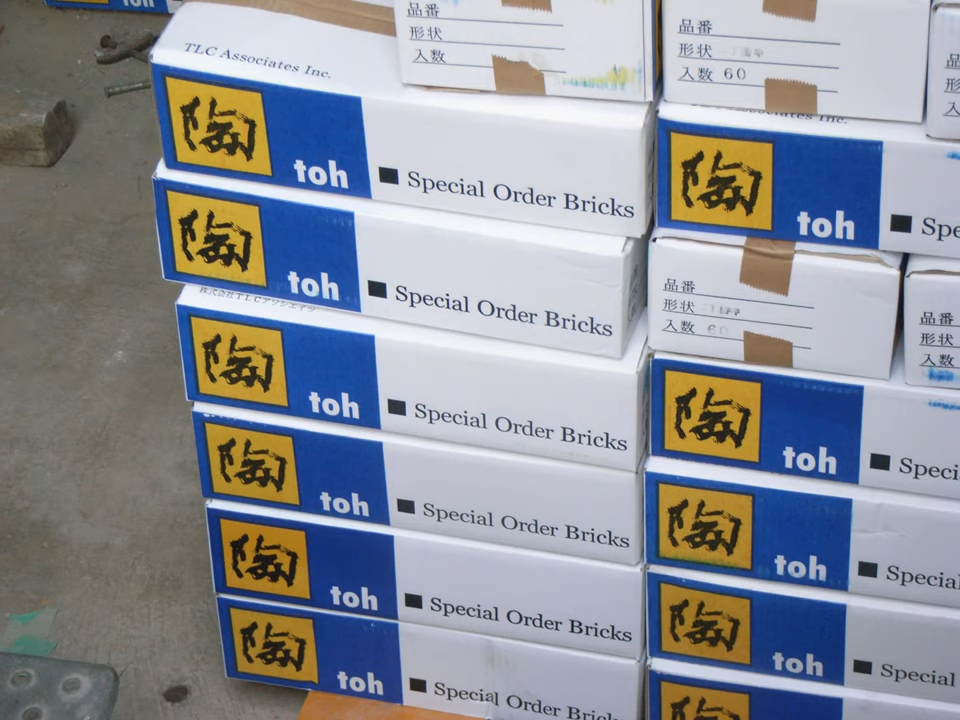 品番
形状
入数
TLC Associates Inc.
陶
toh
■ Special Order Bricks
陶
toh
■ Special Order Bricks
株式会社TLCアソシエイツ
陶
toh
■ Special Order Bricks
陶
toh
■ Special Order Bricks
陶
toh
■ Special Order Bricks
陶
toh
■ Special Order Bricks
品番
形状
入数 60
Associates Inc.
陶
toh
■ Spe
品番
形状
入数 60
品番
形状
入数
陶
toh
■ Speci
陶
toh
■ Specia
陶
toh
■ Special
陶